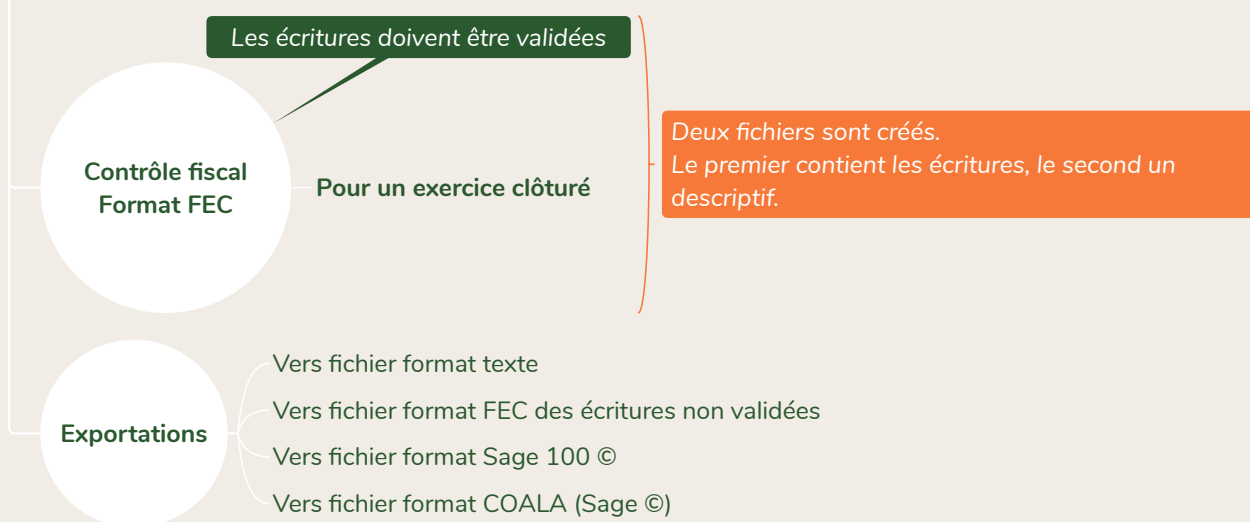 Les écritures doivent être validées
Contrôle fiscal
Format FEC
Pour un exercice clôturé
Deux fichiers sont créés.
Le premier contient les écritures, le second un
descriptif.
Exportations
Vers fichier format texte
Vers fichier format FEC des écritures non validées
Vers fichier format Sage 100 ©
Vers fichier format COALA (Sage ©)